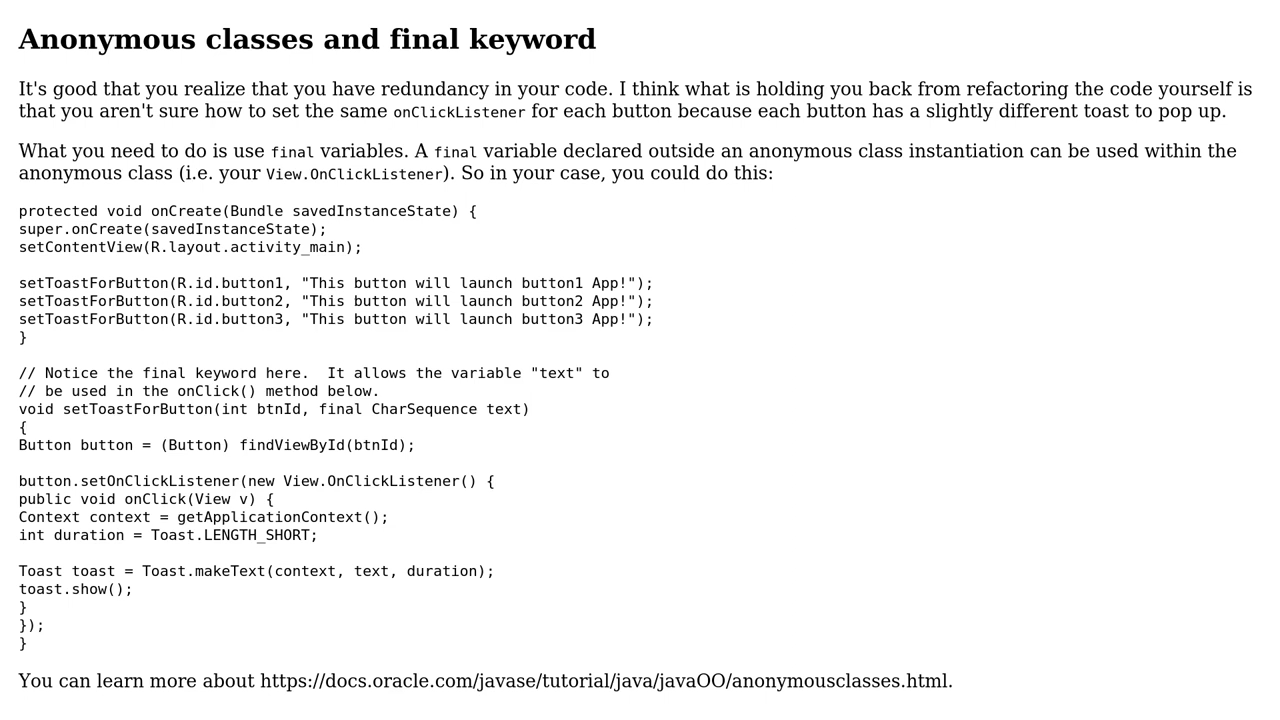 Anonymous classes and final keyword
It's good that you realize that you have redundancy in your code. I think what is holding you back from refactoring the code yourself is
that you aren't sure how to set the same onClickListener for each button because each button has a slightly different toast to pop up.
What you need to do is use final variables. A final variable declared outside an anonymous class instantiation can be used within the
anonymous class (i.e. your View.OnClickListener). So in your case, you could do this:
protected void onCreate(Bundle savedInstanceState) {
super.onCreate(savedInstanceState);
setContentView(R.layout.activity_main);
setToastForButton(R.id.button1, "This button will launch button1 App!");
setToastForButton(R.id.button2, "This button will launch button2 App!");
setToastForButton(R.id.button3, "This button will launch button3 App!");
}
// Notice the final keyword here.  It allows the variable "text" to
// be used in the onClick() method below.
void setToastForButton(int btnId, final CharSequence text)
{
Button button = (Button) findViewById(btnId);
button.setOnClickListener(new View.OnClickListener() {
public void onClick(View v) {
Context context = getApplicationContext();
int duration = Toast.LENGTH_SHORT;
Toast toast = Toast.makeText(context, text, duration);
toast.show();
}
});
}
You can learn more about https://docs.oracle.com/javase/tutorial/java/javaOO/anonymousclasses.html.